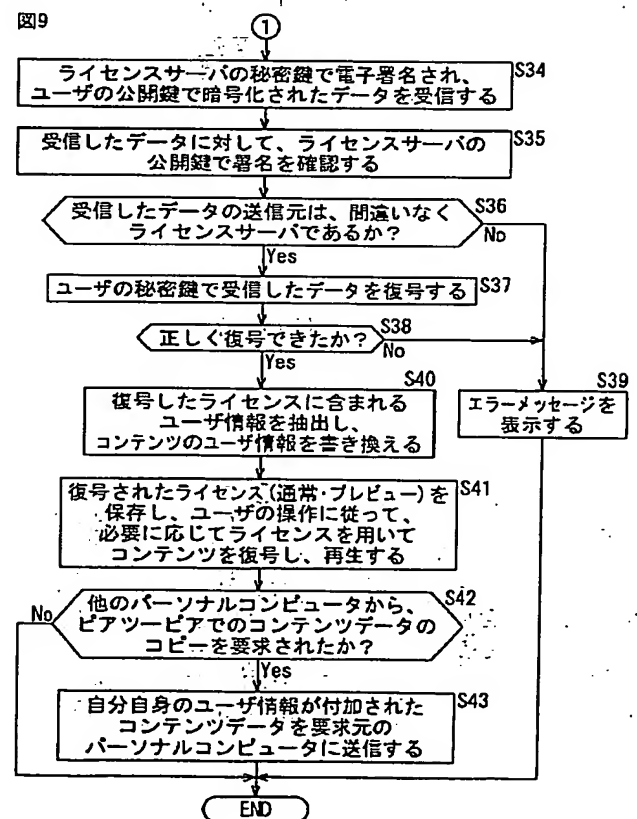 図9
①
ライセンスサーバの秘密鍵で電子署名され、
ユーザの公開鍵で暗号化されたデータを受信する
S34
受信したデータに対して、ライセンスサーバの
公開鍵で署名を確認する
S35
受信したデータの送信元は、間違いなく
ライセンスサーバであるか?
S36
No
Yes
ユーザの秘密鍵で受信したデータを復号する
S37
正しく復号できたか?
S38
No
Yes
S40
復号したライセンスに含まれる
ユーザ情報を抽出し、
コンテンツのユーザ情報を書き換える
S39
エラーメッセージを
表示する
復号されたライセンス(通常・プレビュー)を
保存し、ユーザの操作に従って、
必要に応じてライセンスを用いて
コンテンツを復号し、再生する
S41
他のパーソナルコンピュータから、
ピアツーピアでのコンテンツデータの
コピーを要求されたか?
S42
No
Yes
自分自身のユーザ情報が付加された
コンテンツデータを要求元の
パーソナルコンピュータに送信する
S43
END